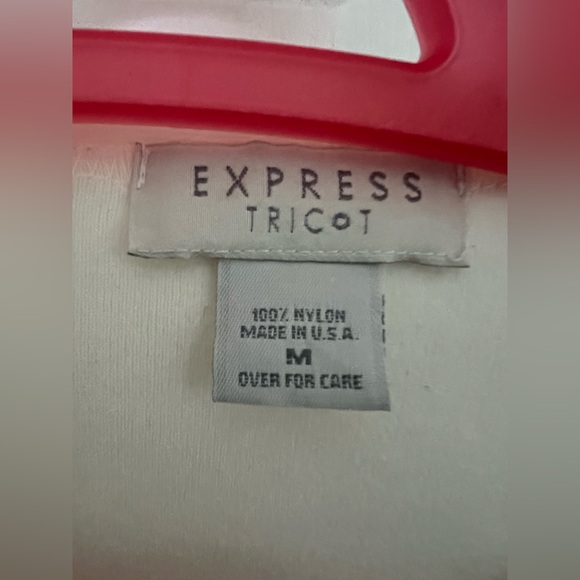 EXPRESS
TRICOT
100% NYLON
MADE IN U.S.A.
M
OVER FOR CARE